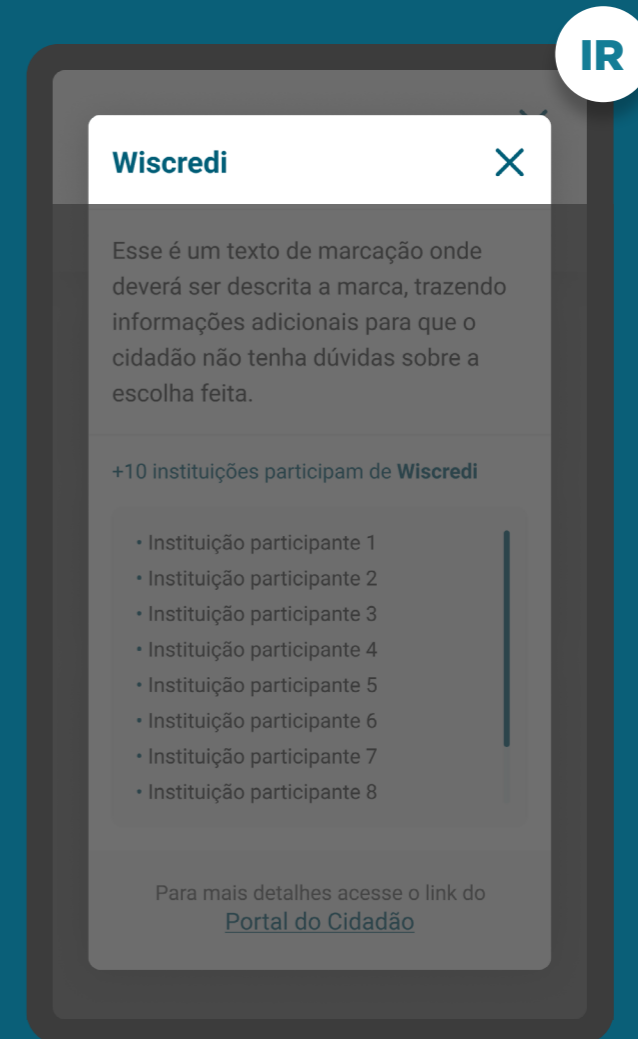 IR
Wiscredi
Esse é um texto de marcação onde
deverá ser descrita a marca, trazendo
informações adicionais para que o
cidadão não tenha dúvidas sobre a
escolha feita.
+10 instituições participam de Wiscredi
• Instituição participante 1
• Instituição participante 2
• Instituição participante 3
• Instituição participante 4
• Instituição participante 5
• Instituição participante 6
• Instituição participante 7
• Instituição participante 8
Para mais detalhes acesse o link do
Portal do Cidadão